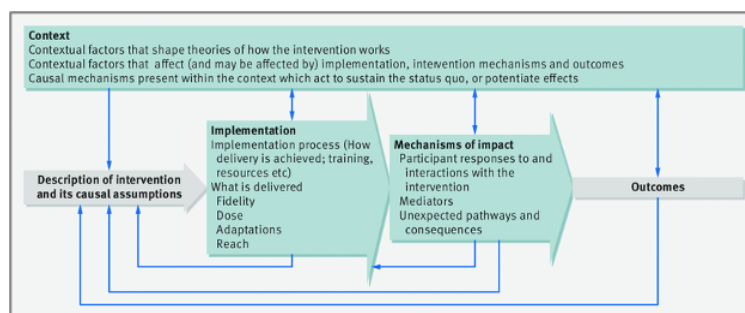 Context
Contextual factors that shape theories of how the intervention works
Contextual factors that affect (and may be affected by) implementation, intervention mechanisms and outcomes
Causal mechanisms present within the context which act to sustain the status quo, or potentiate effects
Description of intervention
and its causal assumptions
Implementation
Implementation process (How
delivery is achieved; training,
resources etc)
What is delivered
Fidelity
Dose
Adaptations
Reach
Mechanisms of impact
Participant responses to and
interactions with the
intervention
Mediators
Unexpected pathways and
consequences
Outcomes